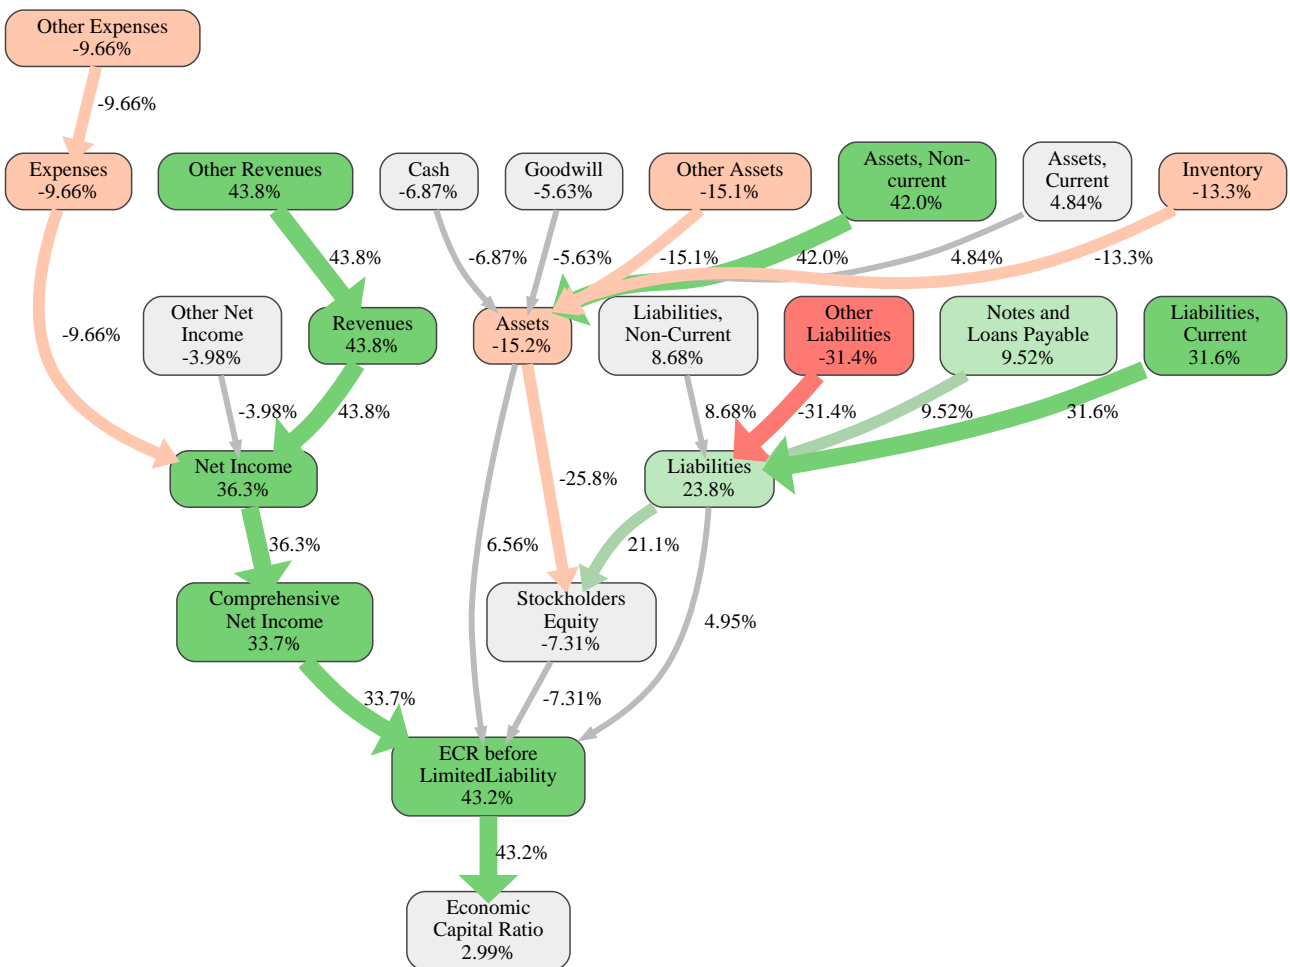 Other Expenses
-9.66%
-9.66%
Expenses
-9.66%
Other Revenues
43.8%
Cash
-6.87%
Goodwill
-5.63%
Other Assets
-15.1%
Assets, Non-
current
42.0%
Assets,
Current
4.84%
Inventory
-13.3%
43.8%
-6.87%
-5.63%
-15.1%
42.0%
4.84%
-13.3%
-9.66%
Other Net
Income
-3.98%
Revenues
43.8%
Assets
-15.2%
Liabilities,
Non-Current
8.68%
Other
Liabilities
-31.4%
Notes and
Loans Payable
9.52%
Liabilities,
Current
31.6%
-3.98%
43.8%
8.68%
-31.4%
9.52%
31.6%
Net Income
36.3%
-25.8%
Liabilities
23.8%
36.3%
6.56%
21.1%
4.95%
Comprehensive
Net Income
33.7%
Stockholders
Equity
-7.31%
33.7%
-7.31%
ECR before
LimitedLiability
43.2%
43.2%
Economic
Capital Ratio
2.99%